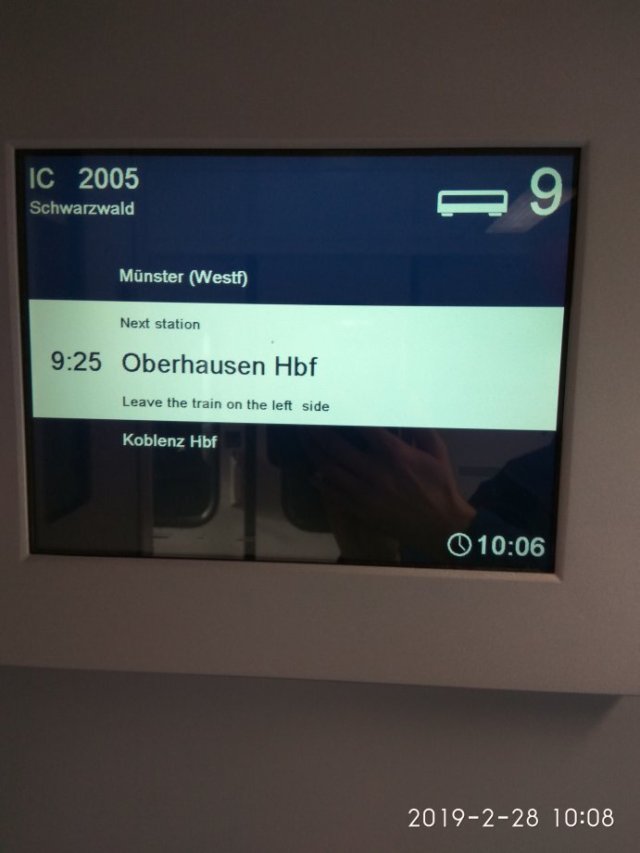 IC 2005
9
Schwarzwald
Münster (Westf)
Next station
9:25 Oberhausen Hbf
Leave the train on the left side
Koblenz Hbf
10:06
2019-2-28 10:08